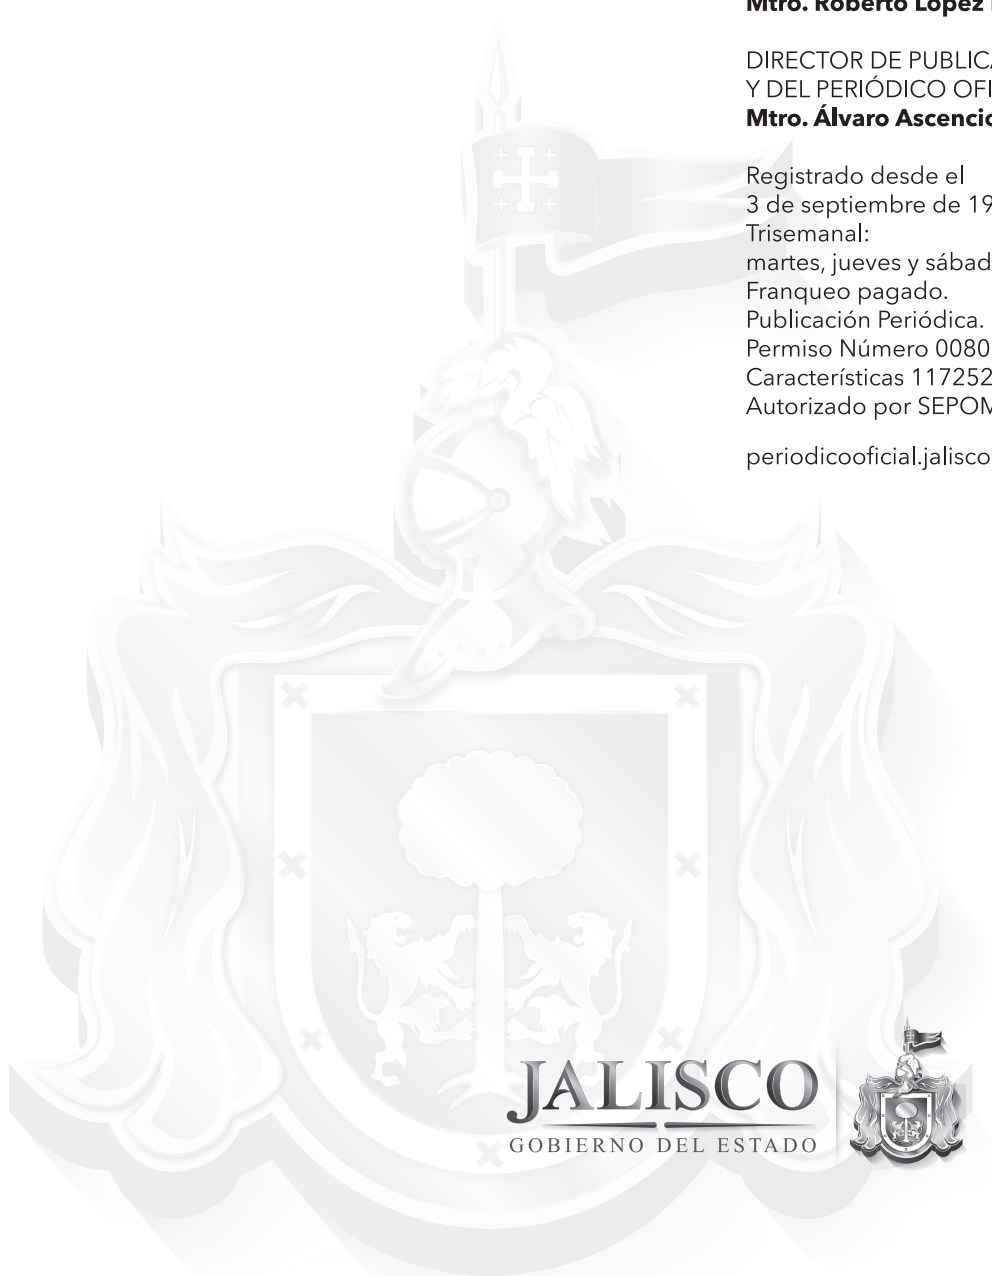 Mtro. Roberto López
DIRECTOR DE PUBLICA
Y DEL PERIÓDICO OFI
Mtro. Álvaro Ascencio
Registrado desde el
3 de septiembre de 19
Trisemanal:
martes, jueves y sábad
Franqueo pagado.
Publicación Periódica.
Permiso Número 0080
Características 117252
Autorizado por SEPOM
periodicooficial.jalisco
JALISCO
GOBIERNO DEL ESTADO